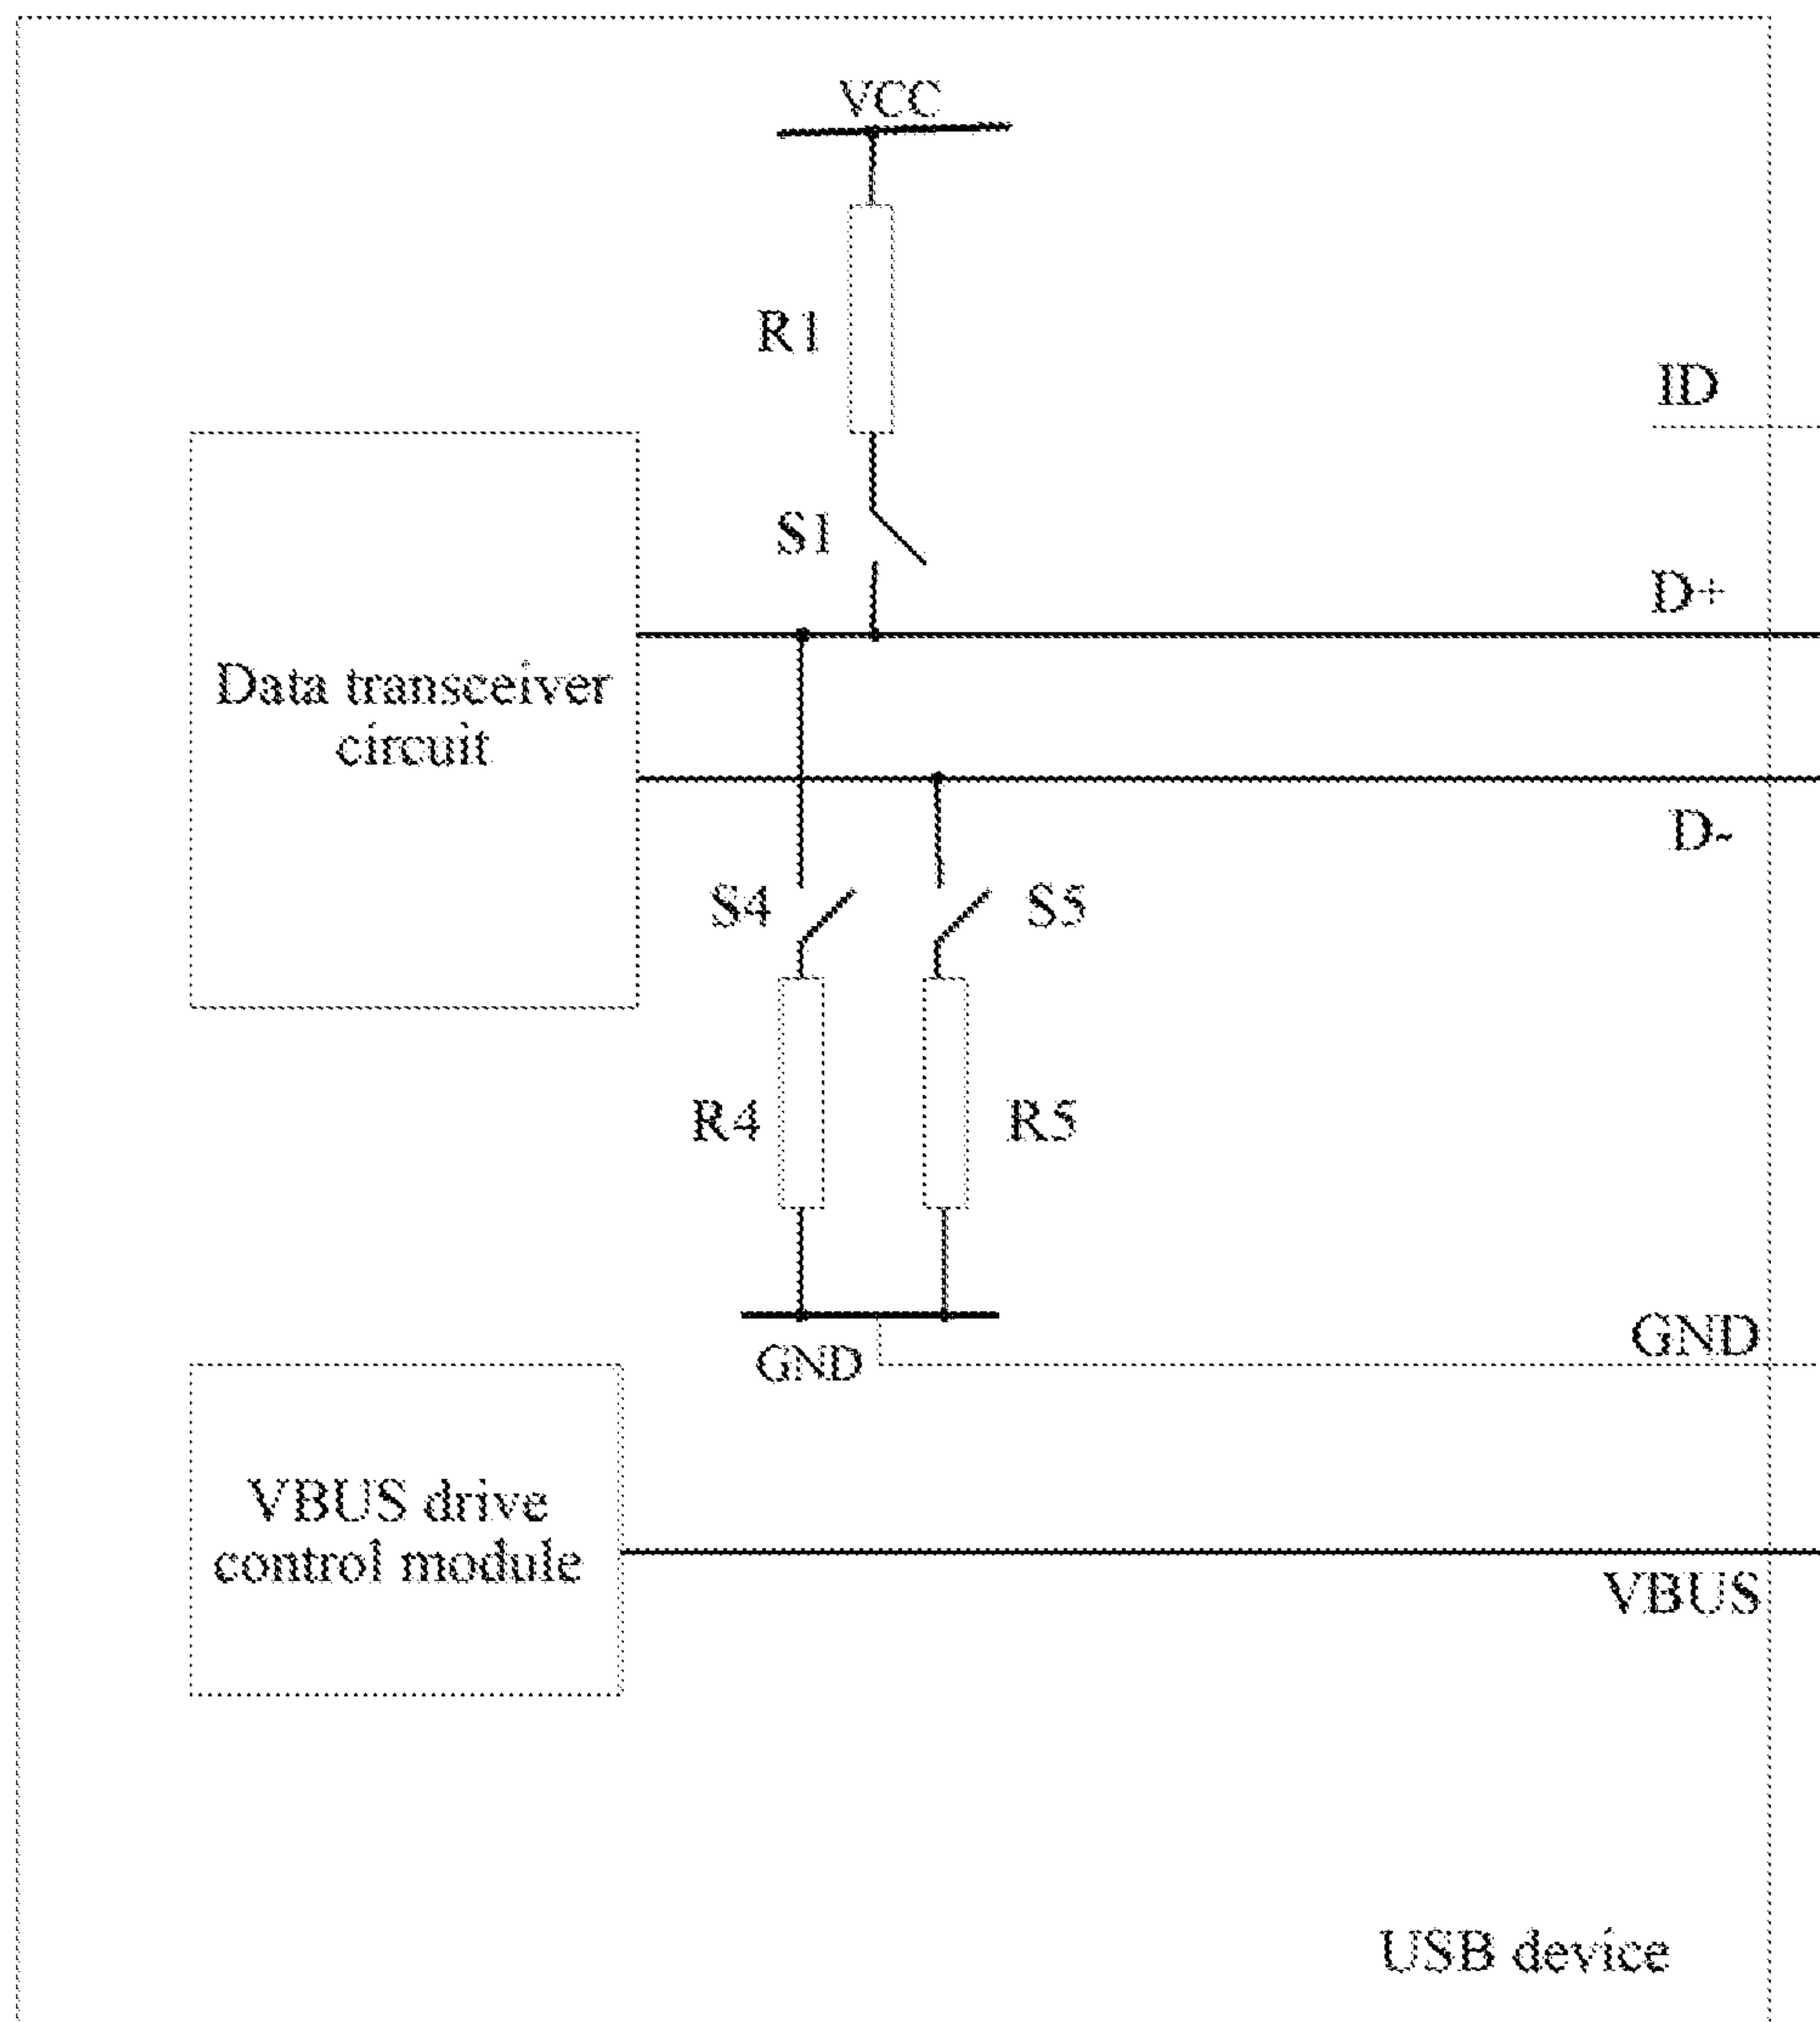 VCC
R1
ID
S1
D+
Data transceiver
circuit
D-
S4
S5
R4
R5
GND
GND
VBUS drive
control module
VBUS
USB device